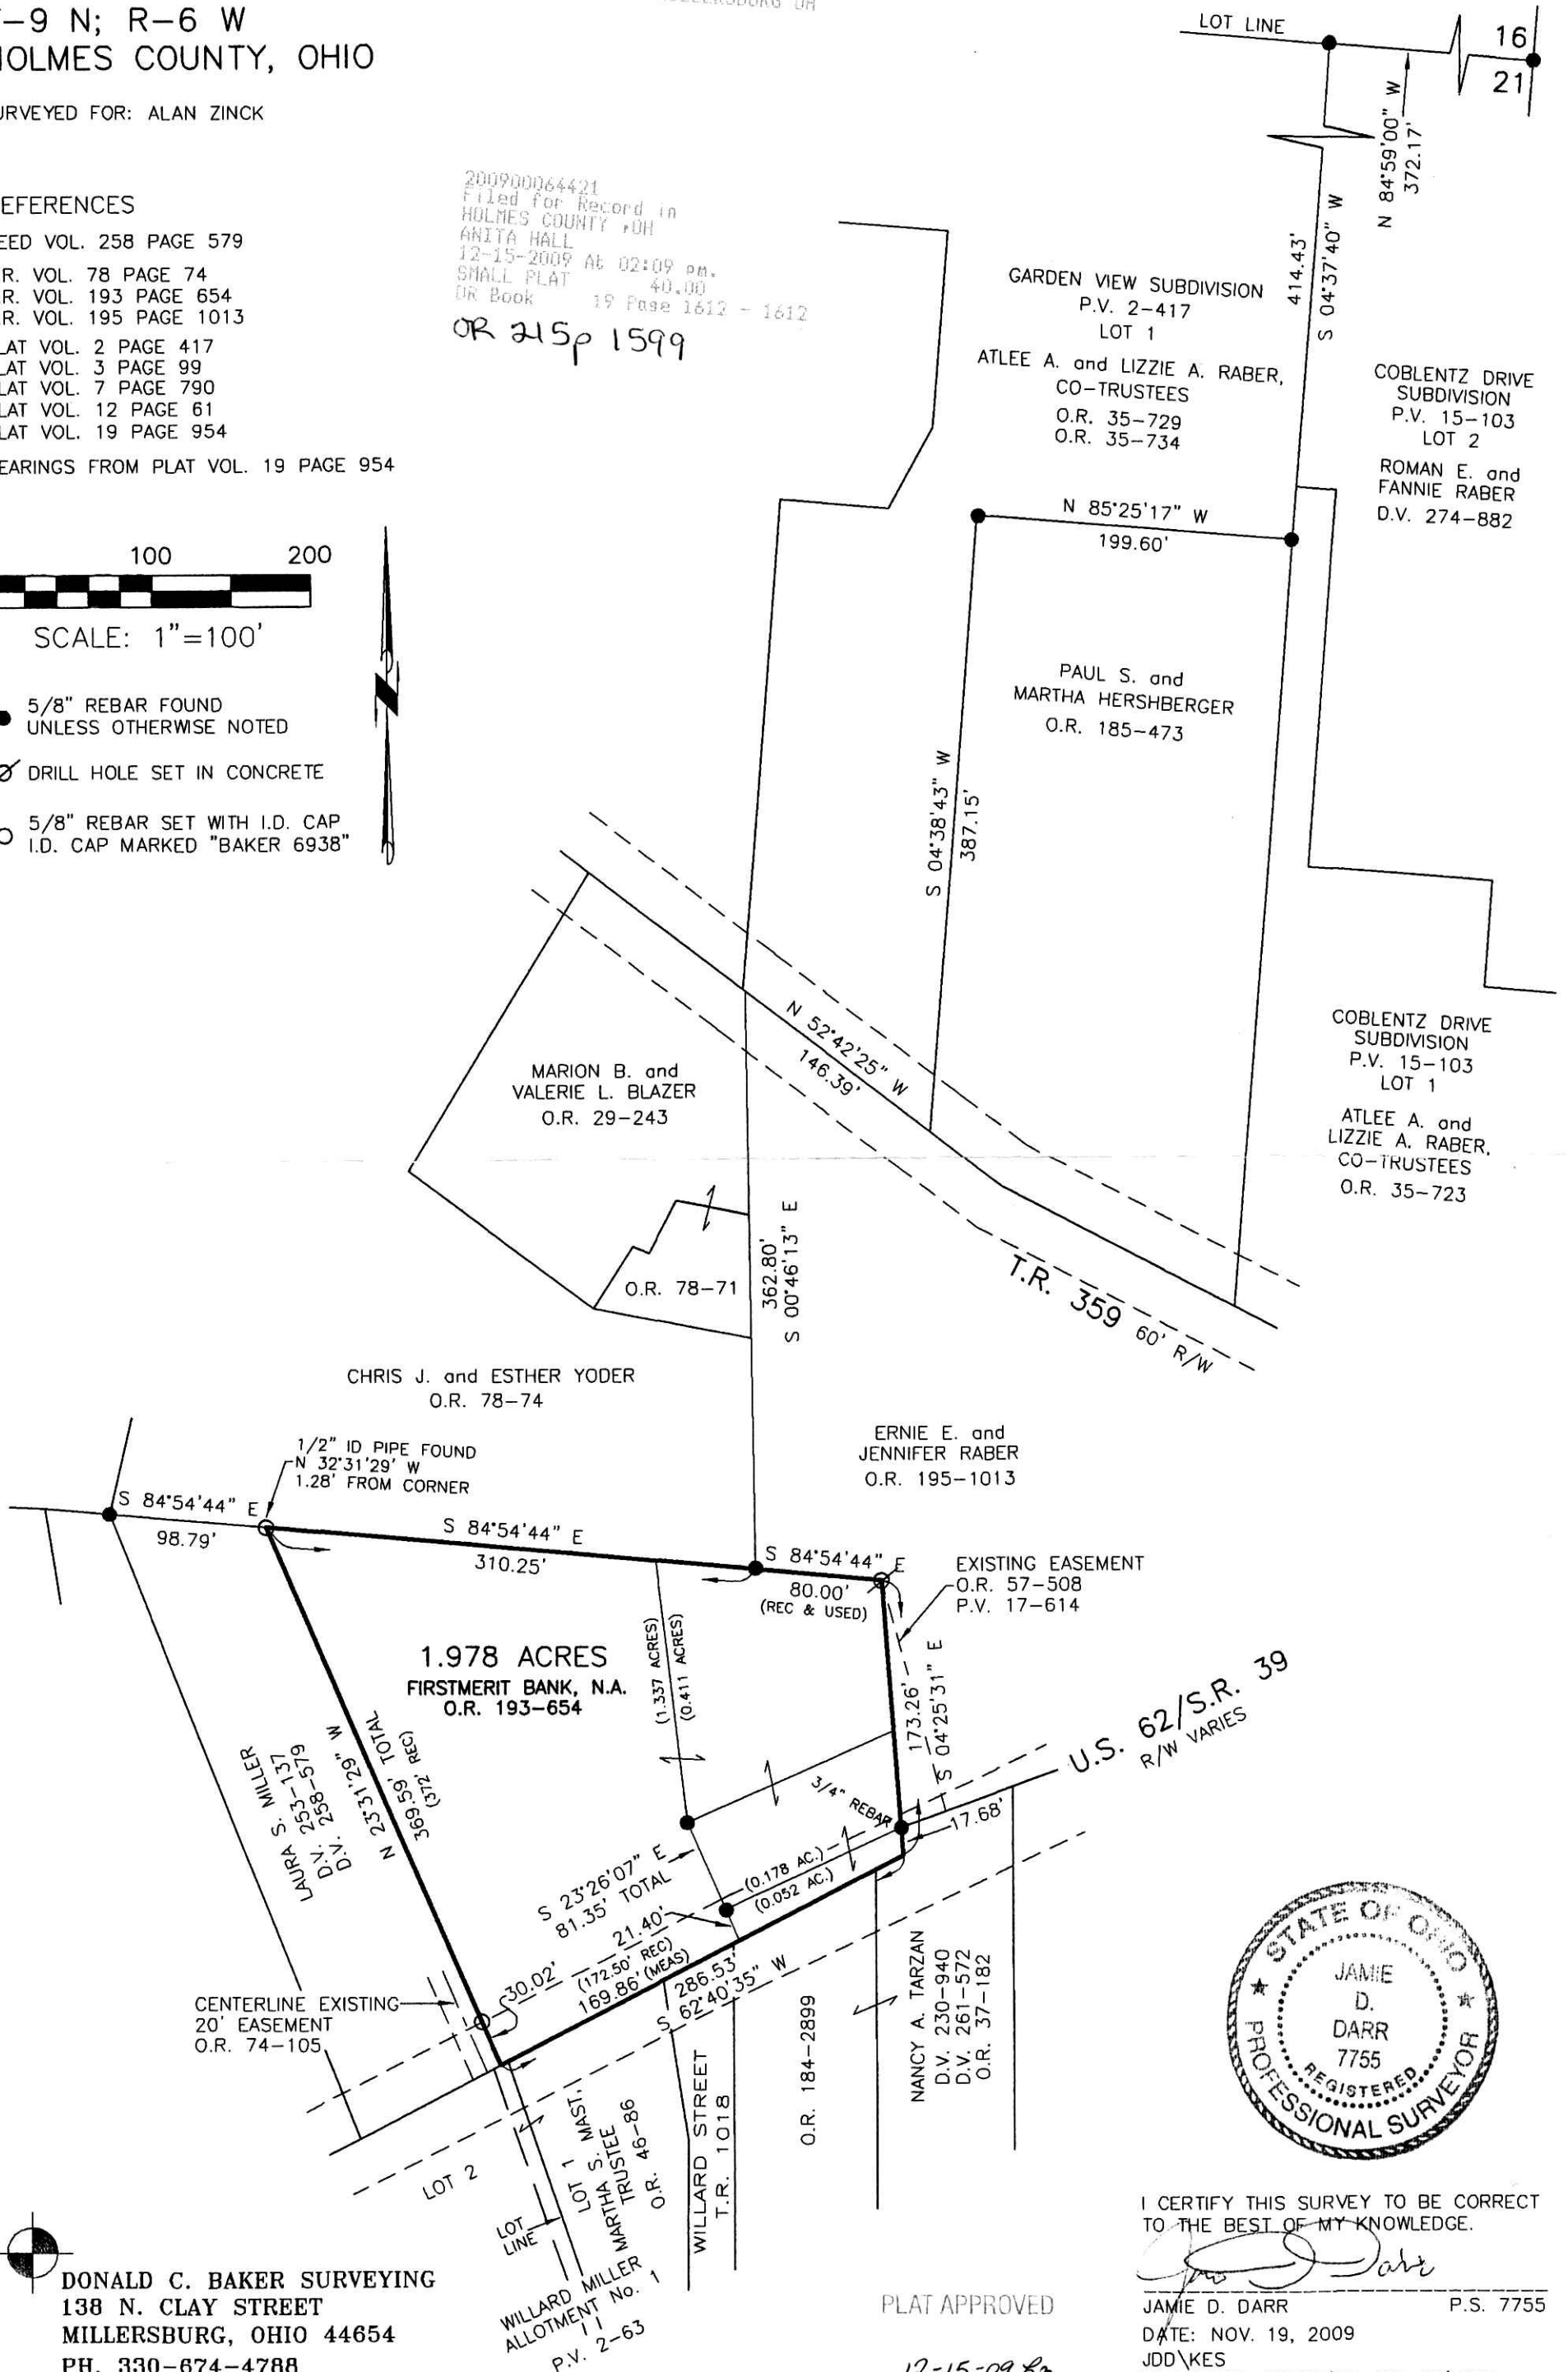 T-9 N; R-6 W
HOLMES COUNTY, OHIO
SURVEYED FOR: ALAN ZINCK
REFERENCES
DEED VOL. 258 PAGE 579
O.R. VOL. 78 PAGE 74
O.R. VOL. 193 PAGE 654
O.R. VOL. 195 PAGE 1013
PLAT VOL. 2 PAGE 417
PLAT VOL. 3 PAGE 99
PLAT VOL. 7 PAGE 790
PLAT VOL. 12 PAGE 61
PLAT VOL. 19 PAGE 954
BEARINGS FROM PLAT VOL. 19 PAGE 954
100 200
SCALE: 1"=100'
5/8" REBAR FOUND
UNLESS OTHERWISE NOTED
DRILL HOLE SET IN CONCRETE
5/8" REBAR SET WITH I.D. CAP
I.D. CAP MARKED "BAKER 6938"
200900064421
Filed for Record in
HOLMES COUNTY ,OH
ANITA HALL
12-15-2009 At 02:09 pm.
SMALL PLAT 40.00
OR Book 19 Page 1612 - 1612
OR 215p 1599
LOT LINE
16
21
N 84°59'00" W
372.17'
414.43'
S 04°37'40" W
GARDEN VIEW SUBDIVISION
P.V. 2-417
LOT 1
ATLEE A. and LIZZIE A. RABER,
CO-TRUSTEES
O.R. 35-729
O.R. 35-734
COBLENTZ DRIVE
SUBDIVISION
P.V. 15-103
LOT 2
ROMAN E. and
FANNIE RABER
D.V. 274-882
N 85°25'17" W
199.60'
PAUL S. and
MARTHA HERSHBERGER
O.R. 185-473
S 04°38'43" W
387.15'
N 52°42'25" W
146.39'
COBLENTZ DRIVE
SUBDIVISION
P.V. 15-103
LOT 1
ATLEE A. and
LIZZIE A. RABER,
CO-TRUSTEES
O.R. 35-723
MARION B. and
VALERIE L. BLAZER
O.R. 29-243
O.R. 78-71
362.80'
S 00°46'13" E
T.R. 359 60' R/W
CHRIS J. and ESTHER YODER
O.R. 78-74
ERNIE E. and
JENNIFER RABER
O.R. 195-1013
1/2" ID PIPE FOUND
N 32°31'29" W
1.28' FROM CORNER
S 84°54'44" E
98.79'
S 84°54'44" E
310.25'
S 84°54'44" E
80.00'
(REC & USED)
EXISTING EASEMENT
O.R. 57-508
P.V. 17-614
1.978 ACRES
FIRSTMERIT BANK, N.A.
O.R. 193-654
(1.337 ACRES)
(0.411 ACRES)
173.26'
S 04°25'31" E
U.S. 62/S.R. 39
R/W VARIES
LAURA S. MILLER
D.V. 253-137
D.V. 258-579
N 23°31'29" W
369.59' TOTAL
(372' REC)
3/4" REBAR
17.68'
S 23°26'07" E
81.35' TOTAL
(0.178 AC.)
(0.052 AC.)
21.40'
30.02'
(172.50' REC)
169.86' (MEAS)
286.53'
S 62°40'35" W
CENTERLINE EXISTING
20' EASEMENT
O.R. 74-105
LOT 2
LOT
LINE
LOT 1
MARTHA S. MAST,
TRUSTEE
O.R. 46-86
WILLARD STREET
T.R. 1018
O.R. 184-2899
NANCY A. TARZAN
D.V. 230-940
D.V. 261-572
O.R. 37-182
WILLARD MILLER
ALLOTMENT No. 1
P.V. 2-63
STATE OF OHIO
JAMIE
D.
DARR
7755
REGISTERED
PROFESSIONAL SURVEYOR
I CERTIFY THIS SURVEY TO BE CORRECT
TO THE BEST OF MY KNOWLEDGE.
JAMIE D. DARR P.S. 7755
DATE: NOV. 19, 2009
JDD\KES
DONALD C. BAKER SURVEYING
138 N. CLAY STREET
MILLERSBURG, OHIO 44654
PH. 330-674-4788
PLAT APPROVED
12-15-09